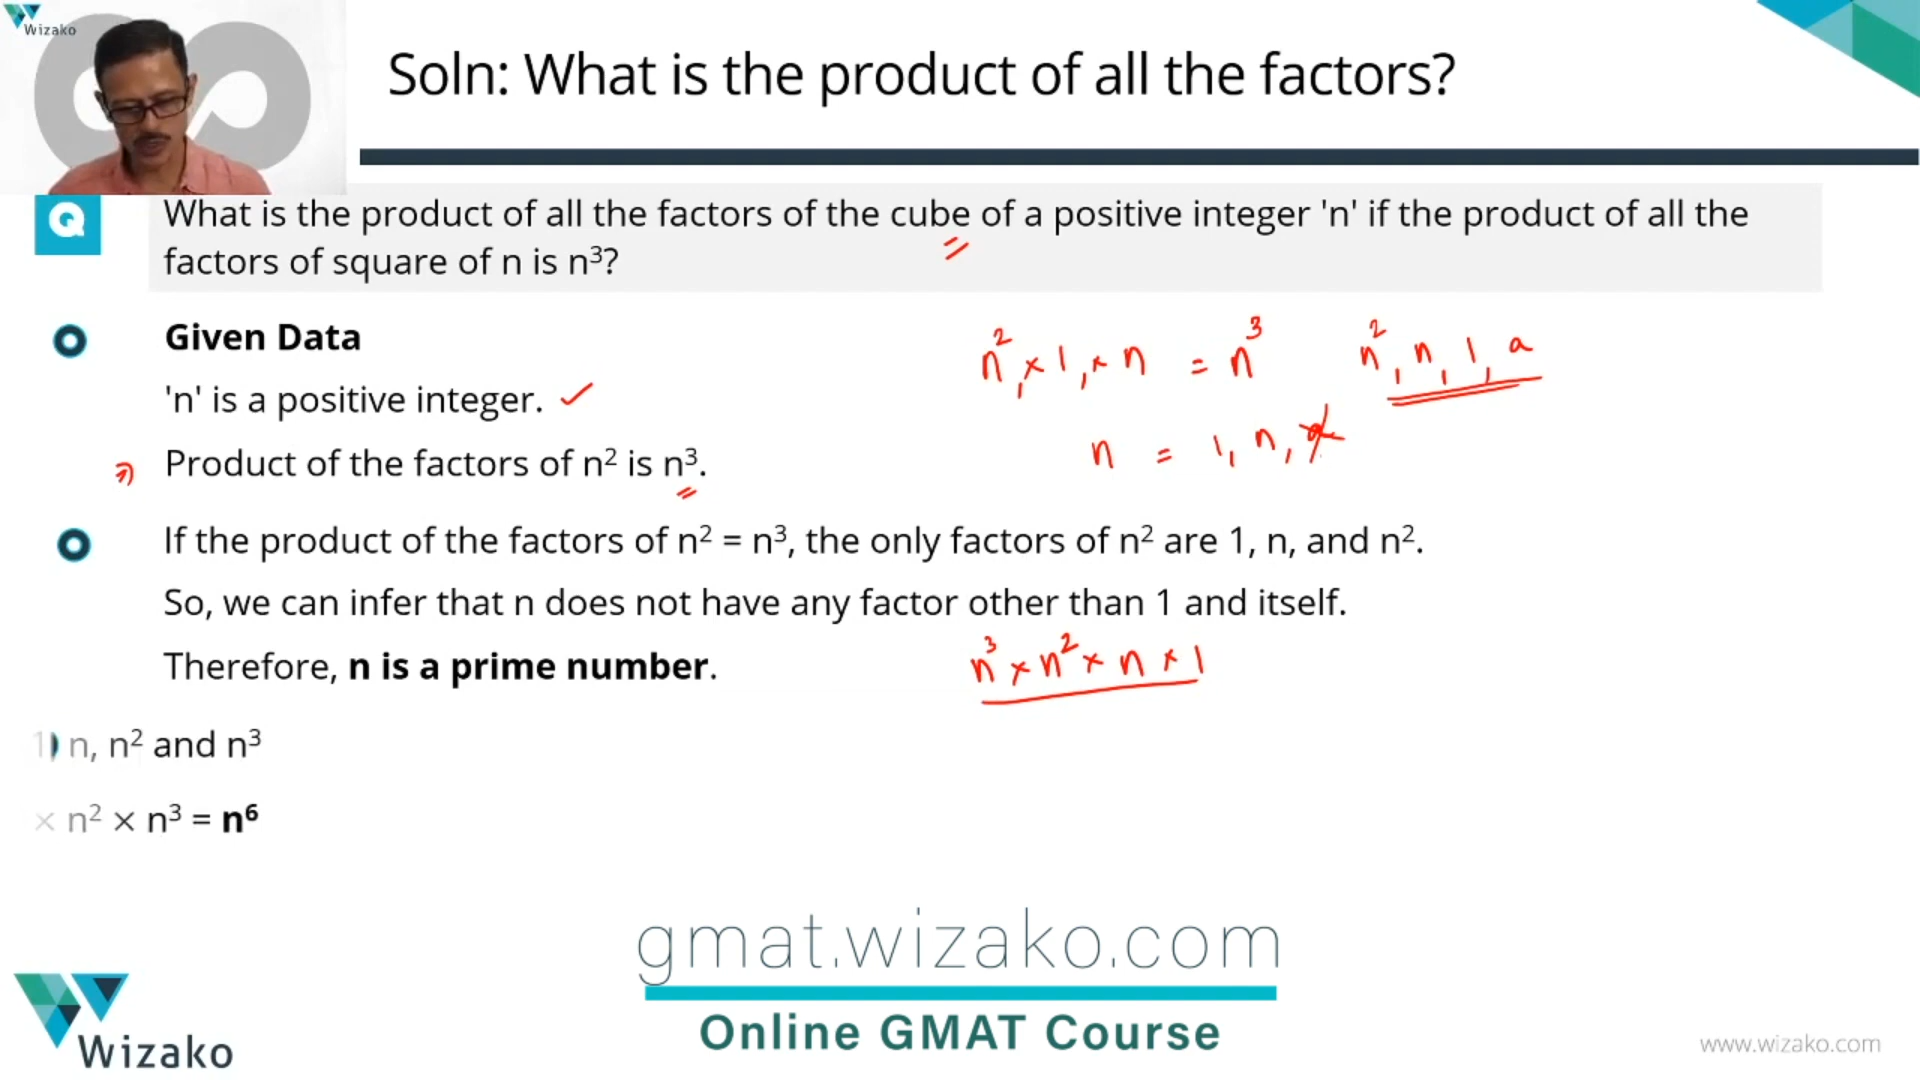 Wizako
Soln: What is the product of all the factors?
Q
What is the product of all the factors of the cube of a positive integer 'n' if the product of all the
factors of square of n is n³?
Given Data
n², × 1, × n = n³
n², n, 1, a
'n' is a positive integer. ✓
n = 1, n,
Product of the factors of n² is n³.
If the product of the factors of n² = n³, the only factors of n² are 1, n, and n².
So, we can infer that n does not have any factor other than 1 and itself.
Therefore, n is a prime number.
n³ × n² × n × 1
1, n, n² and n³
× n² × n³ = n⁶
gmat.wizako.com
Online GMAT Course
Wizako
www.wizako.com